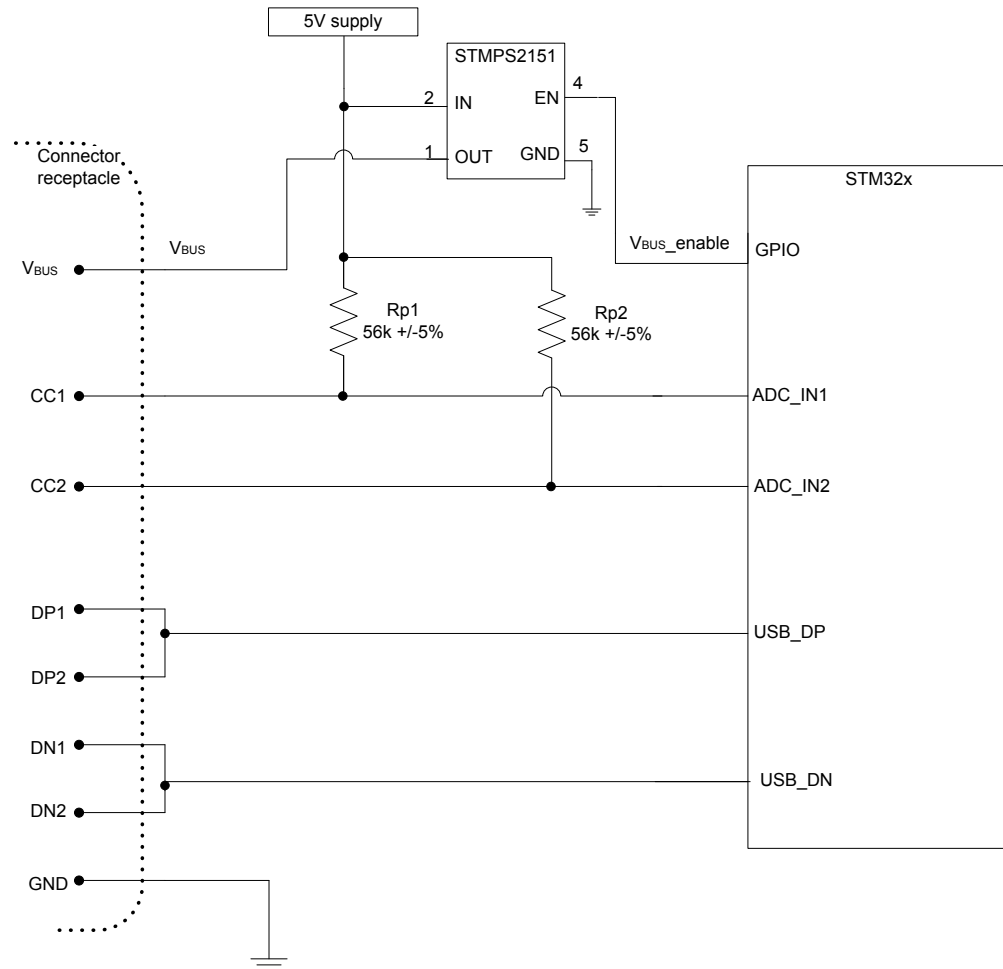 5V supply
STMPS2151
2
IN
EN
4
1
OUT
GND
5
Connector
receptacle
STM32x
VBUS
VBUS
VBUS_enable
GPIO
Rp1
56k +/-5%
Rp2
56k +/-5%
CC1
ADC_IN1
CC2
ADC_IN2
DP1
USB_DP
DP2
DN1
USB_DN
DN2
GND